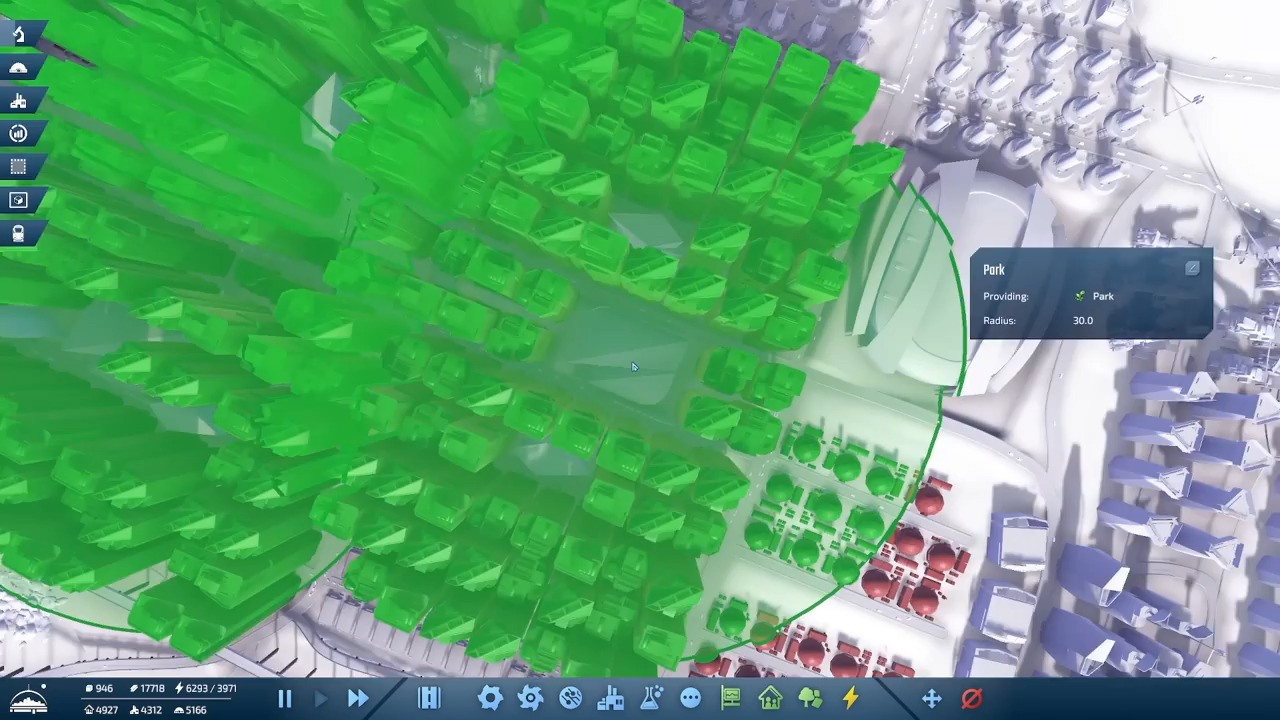 Park
Providing: Park
Radius: 30.0
946 17718 6293 / 3971
4927 4312 5166